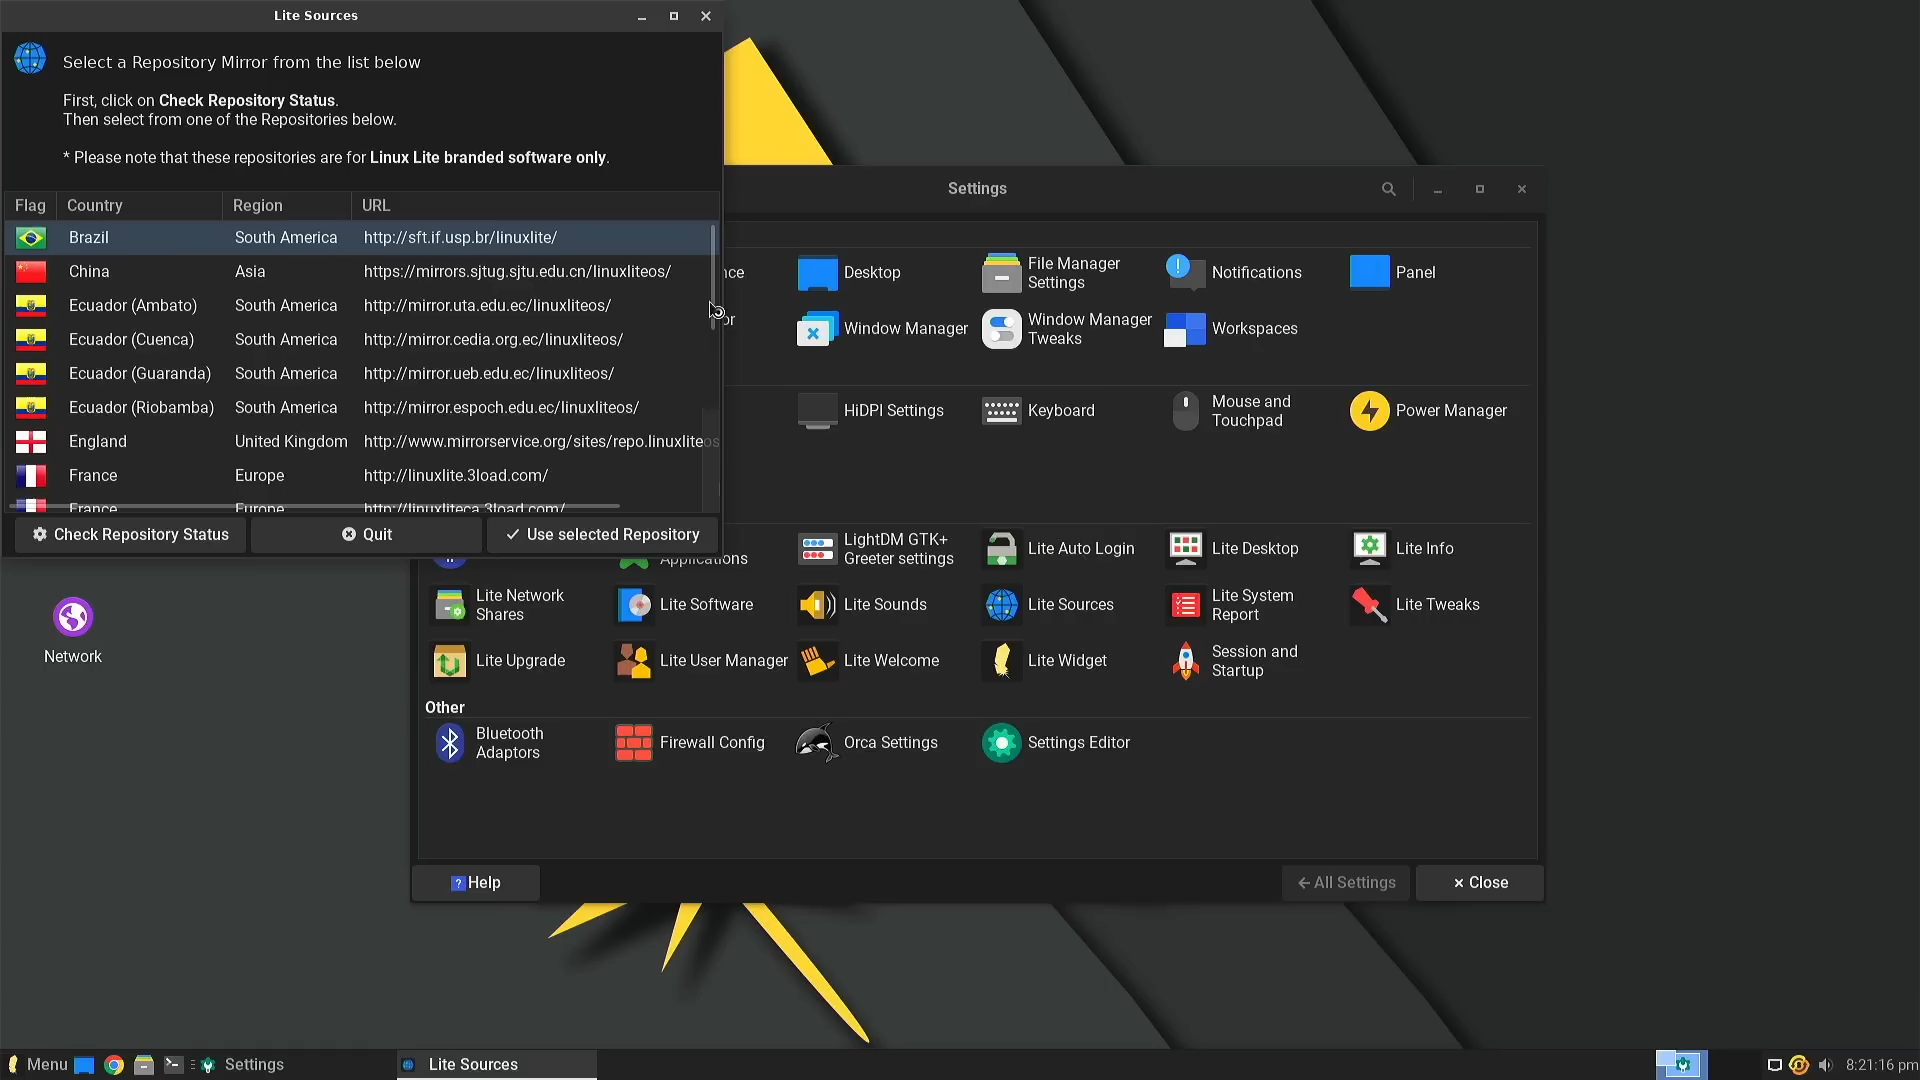 Lite Sources
Select a Repository Mirror from the list below
First, click on Check Repository Status.
Then select from one of the Repositories below.
* Please note that these repositories are for Linux Lite branded software only.
Flag Country Region URL
Brazil South America http://sft.if.usp.br/linuxlite/
China Asia https://mirrors.sjtug.sjtu.edu.cn/linuxliteos/
Ecuador (Ambato) South America http://mirror.uta.edu.ec/linuxliteos/
Ecuador (Cuenca) South America http://mirror.cedia.org.ec/linuxliteos/
Ecuador (Guaranda) South America http://mirror.ueb.edu.ec/linuxliteos/
Ecuador (Riobamba) South America http://mirror.espoch.edu.ec/linuxliteos/
England United Kingdom http://www.mirrorservice.org/sites/repo.linuxliteos
France Europe http://linuxlite.3load.com/
France Europe http://linuxliteca.3load.com/
Check Repository Status
Quit
Use selected Repository
Settings
nce
Desktop
File Manager
Settings
Notifications
Panel
or
Window Manager
Window Manager
Tweaks
Workspaces
HiDPI Settings
Keyboard
Mouse and
Touchpad
Power Manager
Applications
LightDM GTK+
Greeter settings
Lite Auto Login
Lite Desktop
Lite Info
Lite Network
Shares
Lite Software
Lite Sounds
Lite Sources
Lite System
Report
Lite Tweaks
Lite Upgrade
Lite User Manager
Lite Welcome
Lite Widget
Session and
Startup
Other
Bluetooth
Adaptors
Firewall Config
Orca Settings
Settings Editor
Help
All Settings
Close
Network
Menu
Settings
Lite Sources
8:21:16 pm